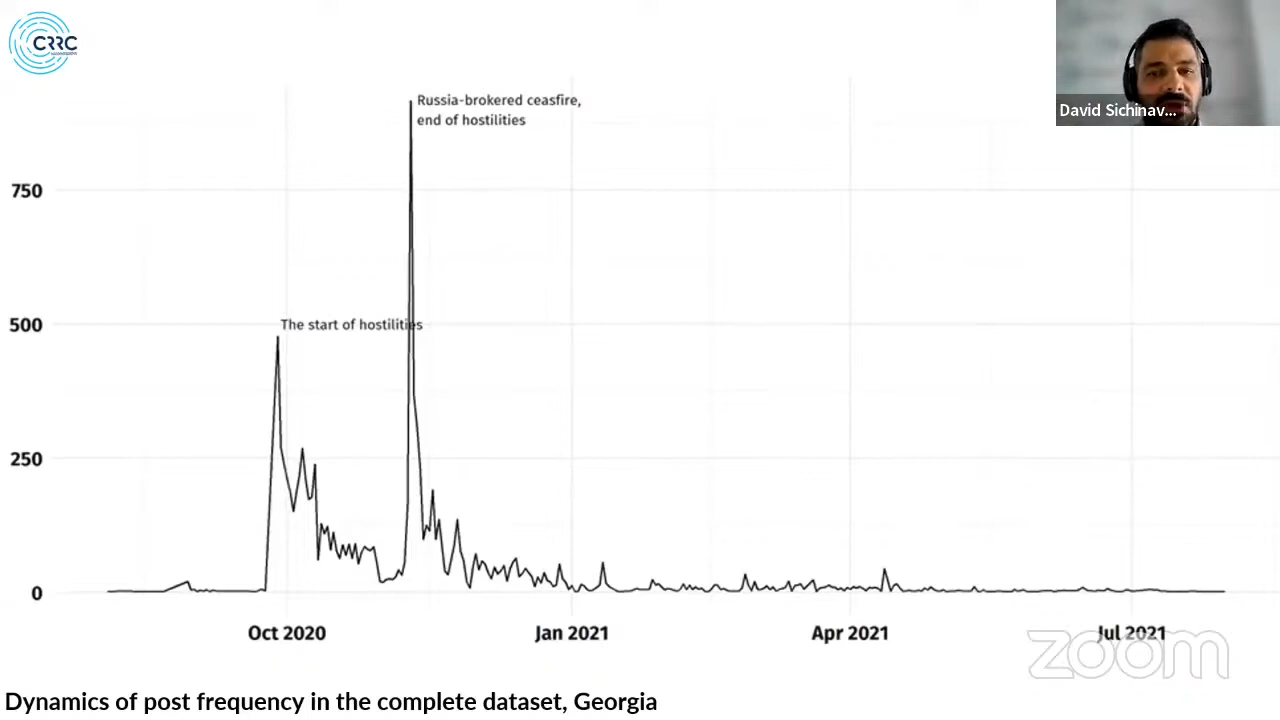 CRRC
David Sichinav...
Russia-brokered ceasfire,
end of hostilities
750
The start of hostilities
500
250
0
Oct 2020 Jan 2021 Apr 2021 Jul 2021
zoom
Dynamics of post frequency in the complete dataset, Georgia